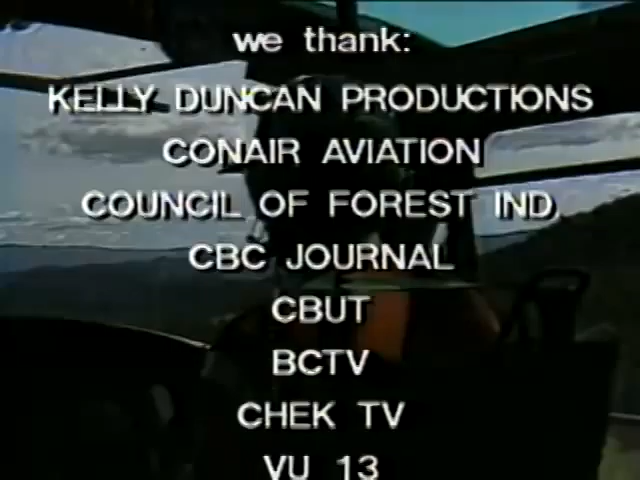 we thank:
KELLY DUNCAN PRODUCTIONS
CONAIR AVIATION
COUNCIL OF FOREST IND.
CBC JOURNAL
CBUT
BCTV
CHEK TV
VU 13